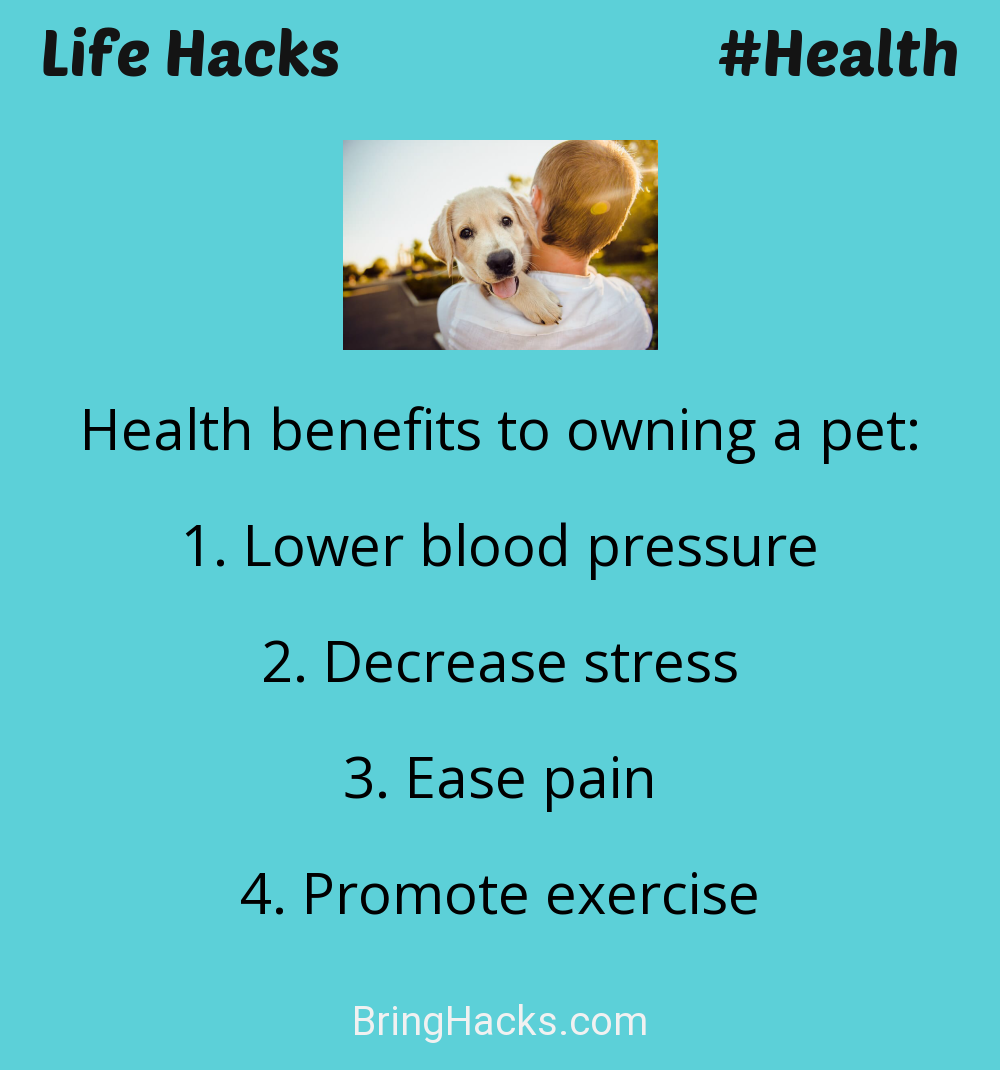 Life Hacks
#Health
Health benefits to owning a pet:
1. Lower blood pressure
2. Decrease stress
3. Ease pain
4. Promote exercise
BringHacks.com